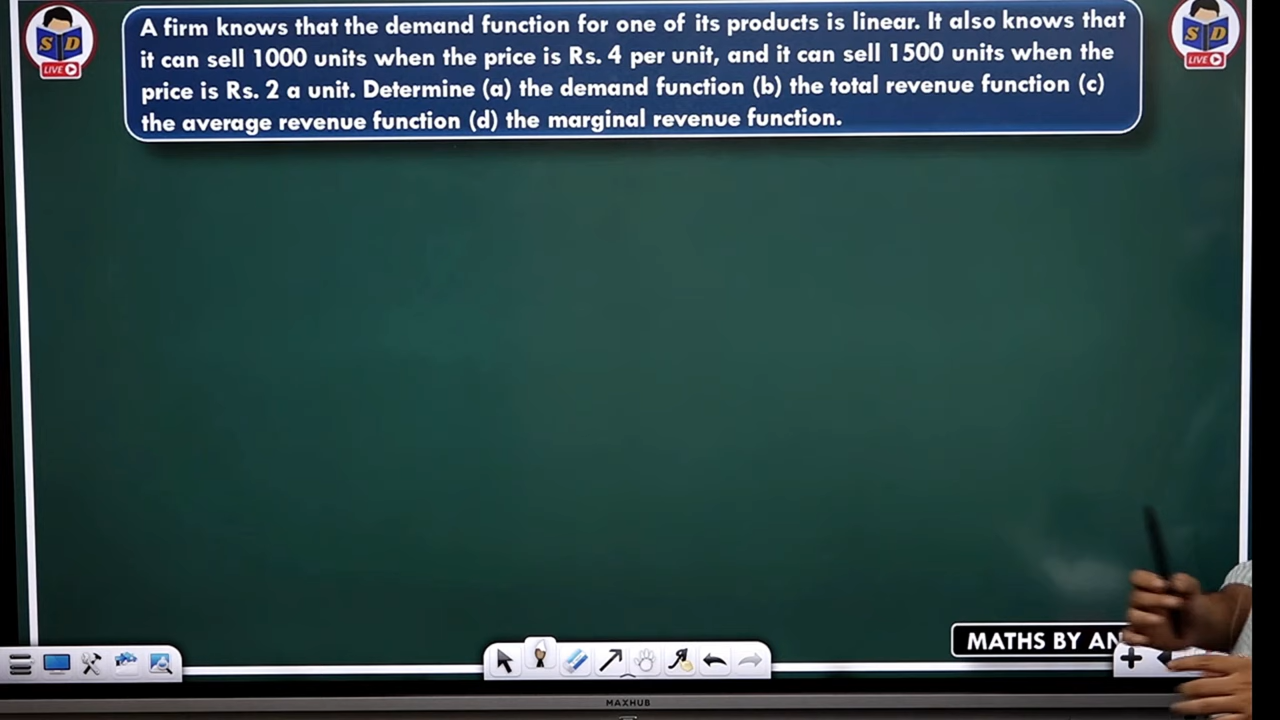 A firm knows that the demand function for one of its products is linear. It also knows that
it can sell 1000 units when the price is Rs. 4 per unit, and it can sell 1500 units when the
price is Rs. 2 a unit. Determine (a) the demand function (b) the total revenue function (c)
the average revenue function (d) the marginal revenue function.
S D
LIVE
S D
LIVE
MATHS BY AN
MAXHUB